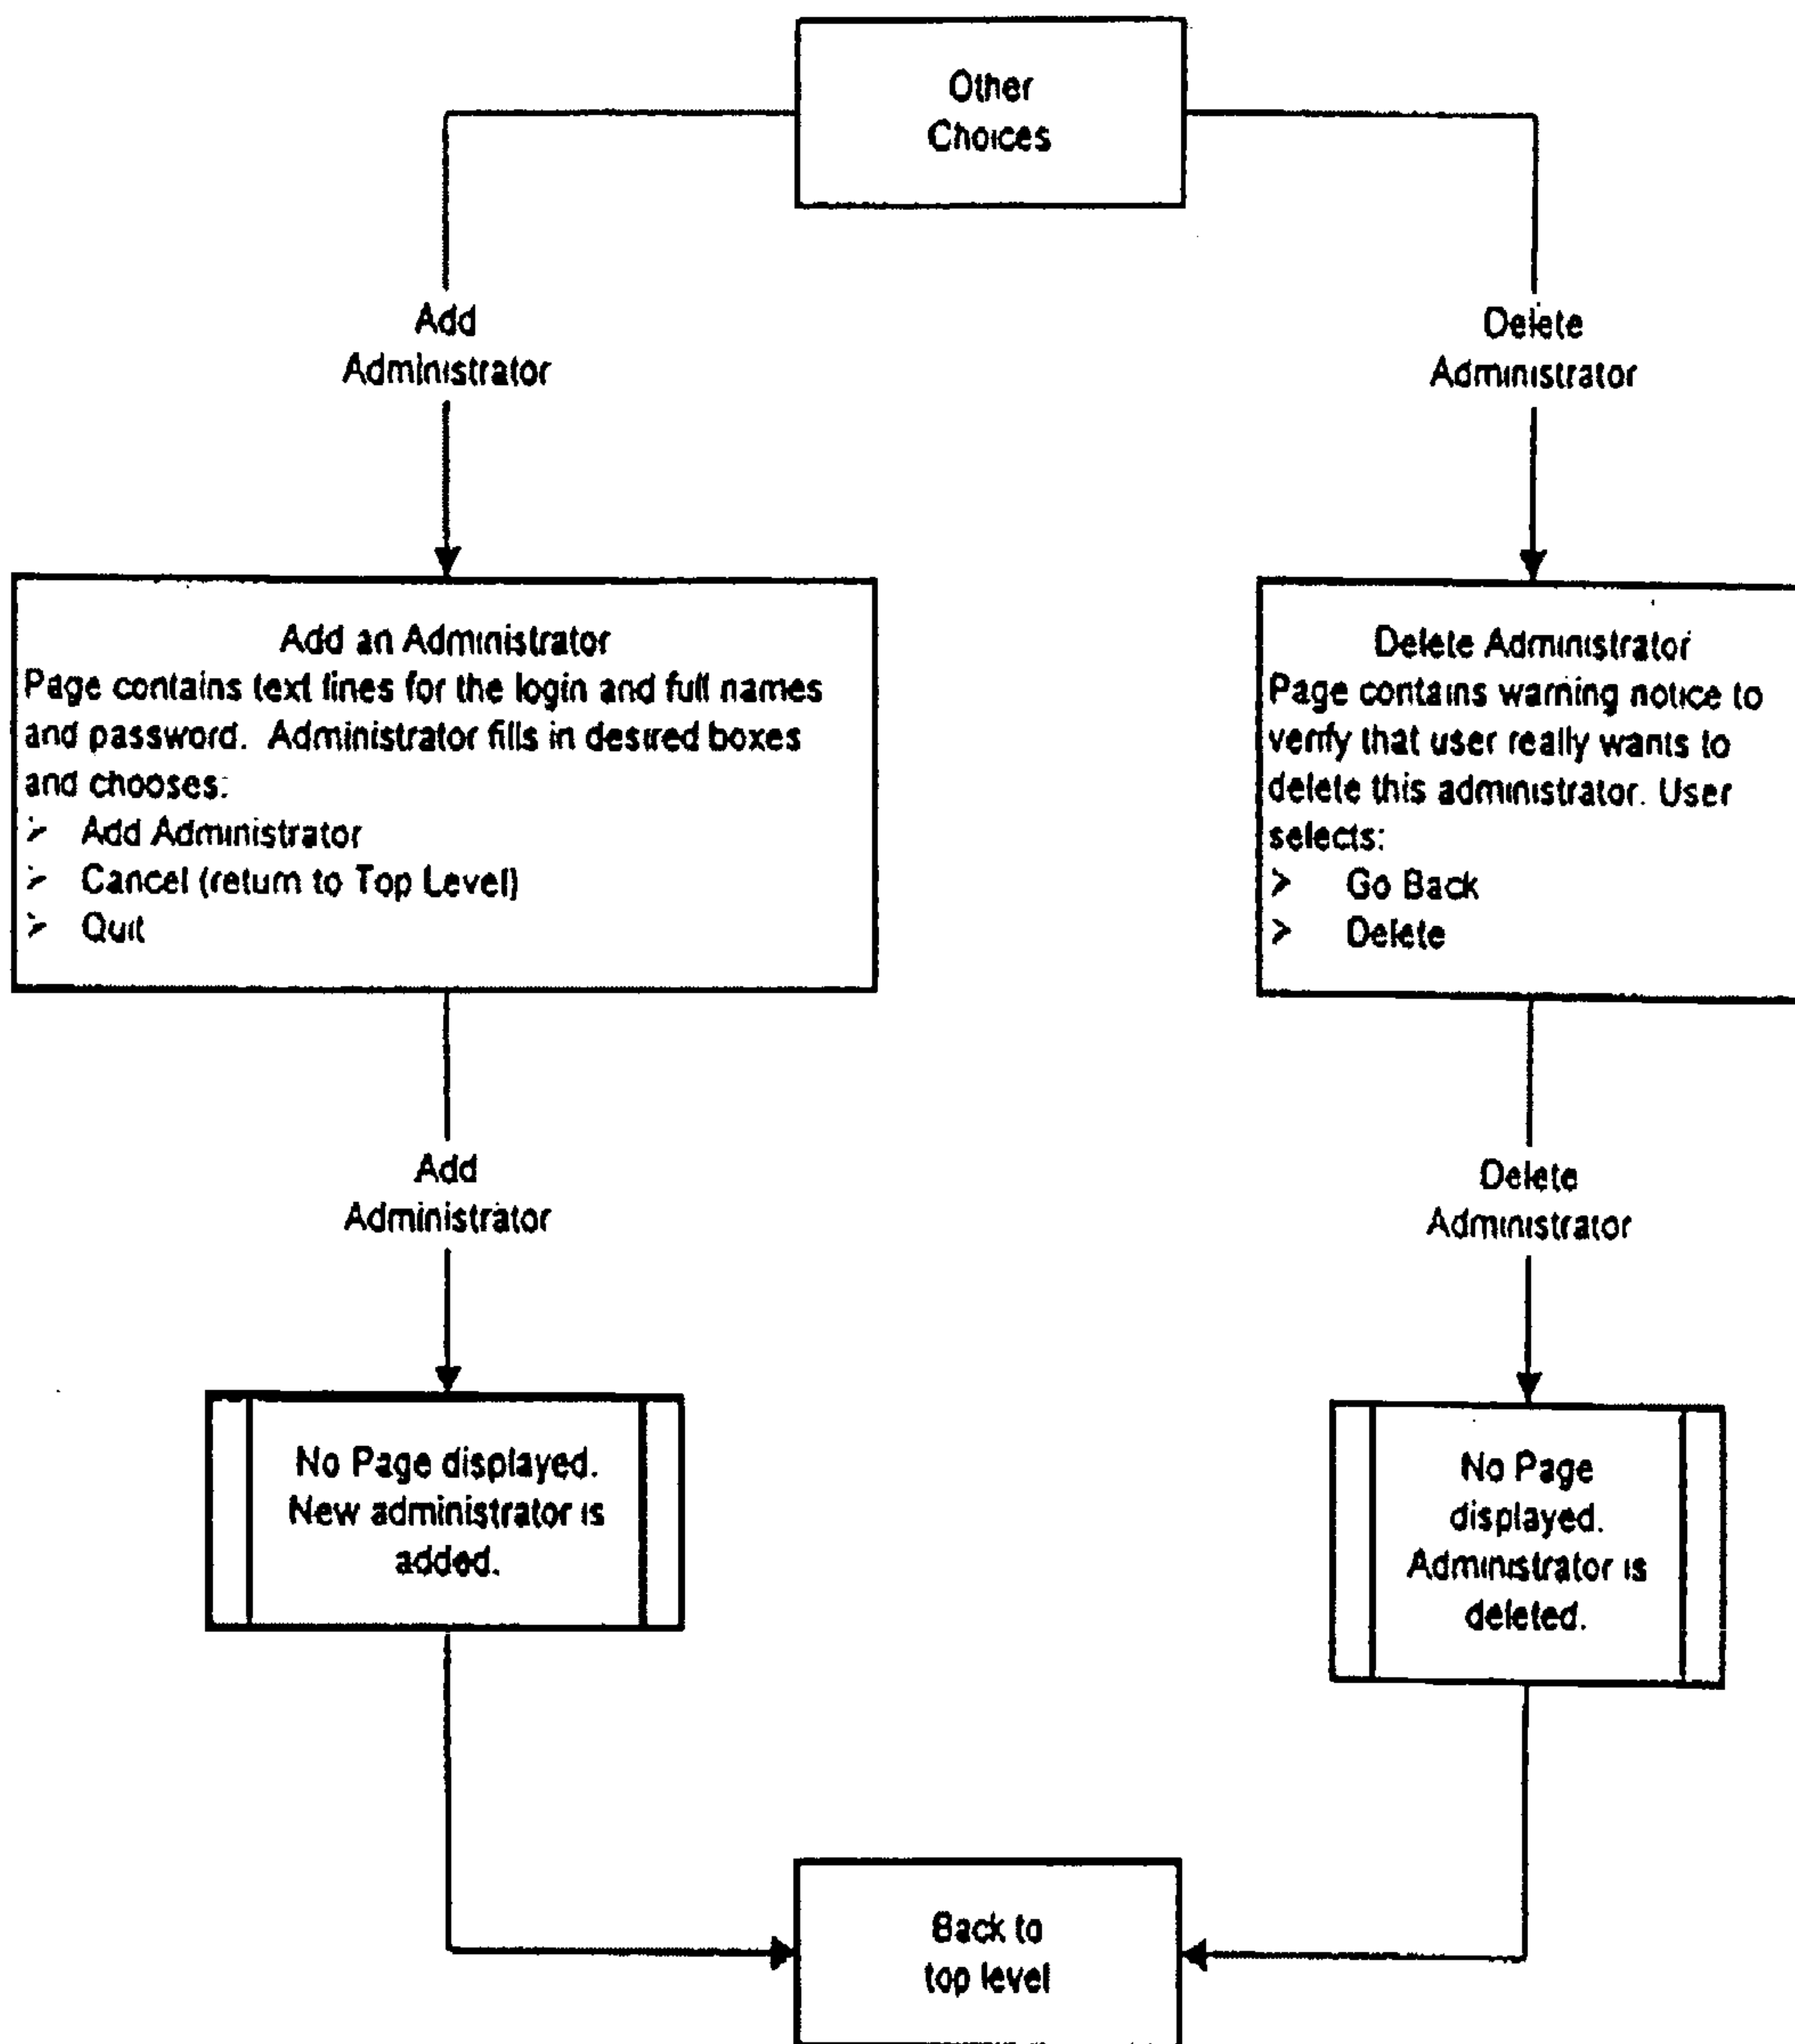 Other
Choices
Add
Administrator
Delete
Administrator
Add an Administrator
Page contains text lines for the login and full names
and password. Administrator fills in desired boxes
and chooses:
➢ Add Administrator
➢ Cancel (return to Top Level)
➢ Quit
Delete Administrator
Page contains warning notice to
verify that user really wants to
delete this administrator. User
selects:
➢ Go Back
➢ Delete
Add
Administrator
Delete
Administrator
No Page displayed.
New administrator is
added.
No Page
displayed.
Administrator is
deleted.
Back to
top level